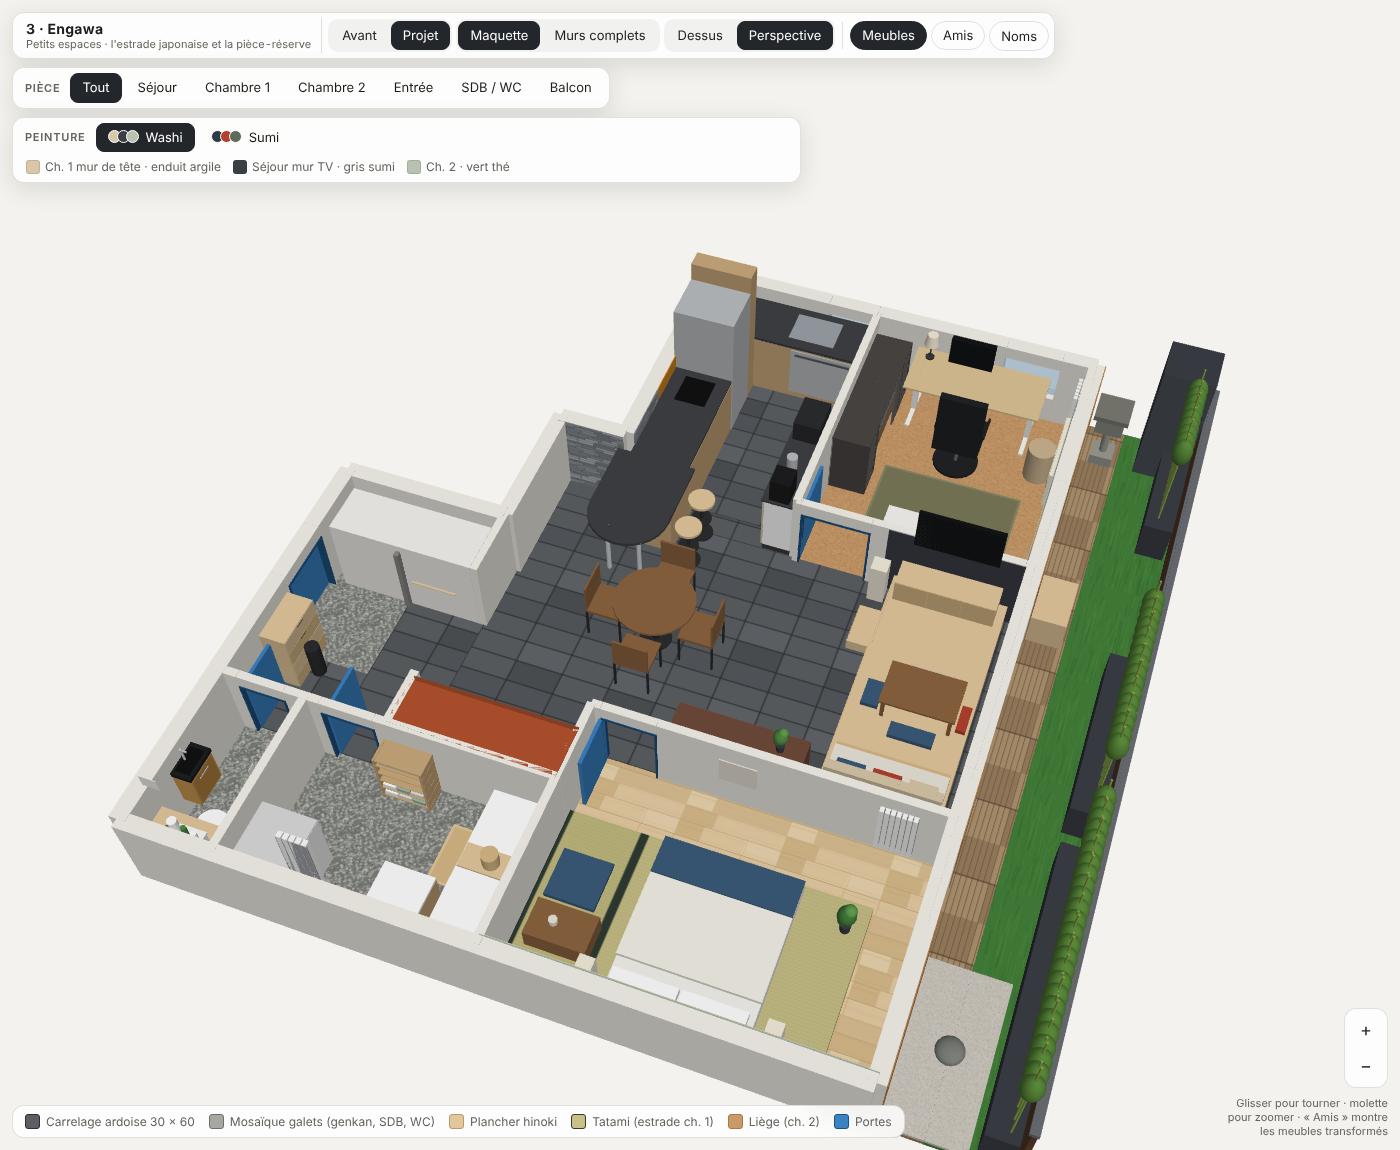 3 · Engawa
Petits espaces · l'estrade japonaise et la pièce-réserve
Avant Projet Maquette Murs complets Dessus Perspective Meubles Amis Noms
PIÈCE Tout Séjour Chambre 1 Chambre 2 Entrée SDB / WC Balcon
PEINTURE Washi Sumi
Ch. 1 mur de tête · enduit argile Séjour mur TV · gris sumi Ch. 2 · vert thé
+
−
Glisser pour tourner · molette
pour zoomer · « Amis » montre
les meubles transformés
Carrelage ardoise 30 × 60 Mosaïque galets (genkan, SDB, WC) Plancher hinoki Tatami (estrade ch. 1) Liège (ch. 2) Portes